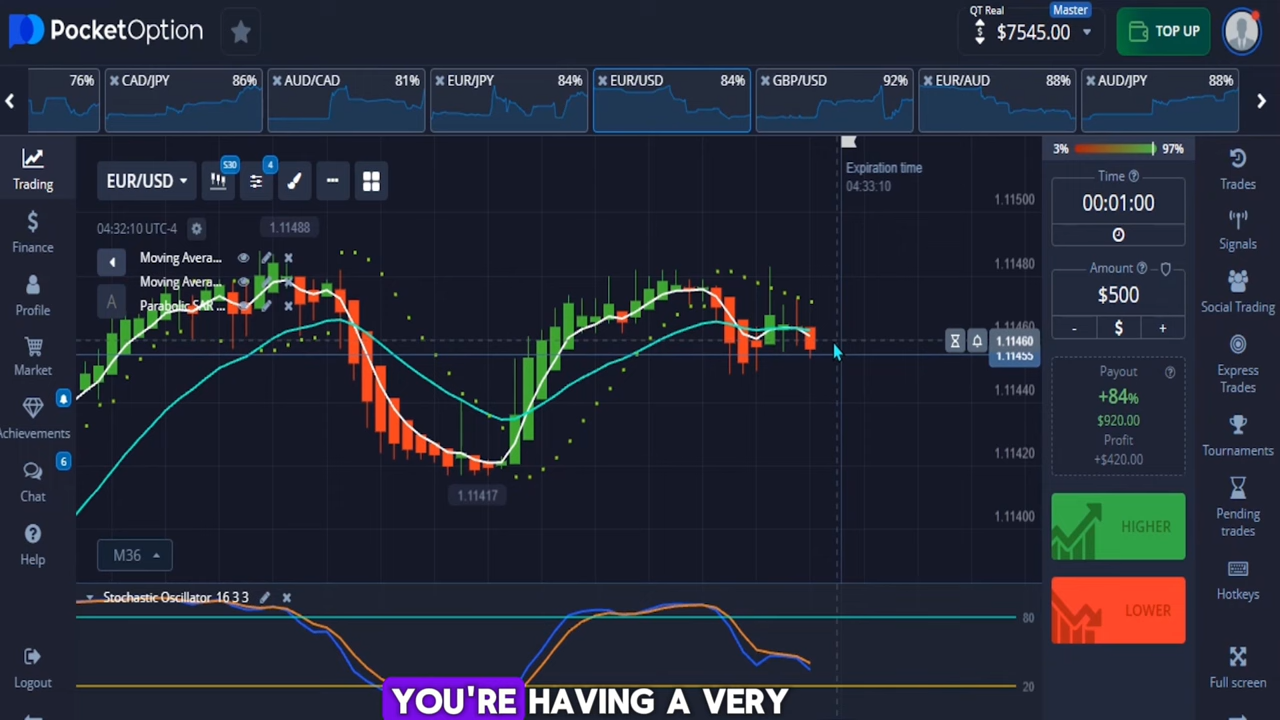 PocketOption
QT Real
Master
$7545.00
TOP UP
76%
CAD/JPY 86%
AUD/CAD 81%
EUR/JPY 84%
EUR/USD 84%
GBP/USD 92%
EUR/AUD 88%
AUD/JPY 88%
Trading
Finance
Profile
Market
Achievements
Chat
6
Help
Logout
EUR/USD
S30
4
04:32:10 UTC-4
1.11488
Moving Avera...
Moving Avera...
A
Parabolic SAR ...
1.11417
M36
Expiration time
04:33:10
1.11500
1.11480
1.11460
1.11460
1.11455
1.11440
1.11420
1.11400
Stochastic Oscillator 16 3 3
80
20
3% 97%
Time
00:01:00
Amount
$500
- $ +
Payout
+84%
$920.00
Profit
+$420.00
HIGHER
LOWER
Trades
Signals
Social Trading
Express
Trades
Tournaments
Pending
trades
Hotkeys
Full screen
YOU'RE HAVING A VERY